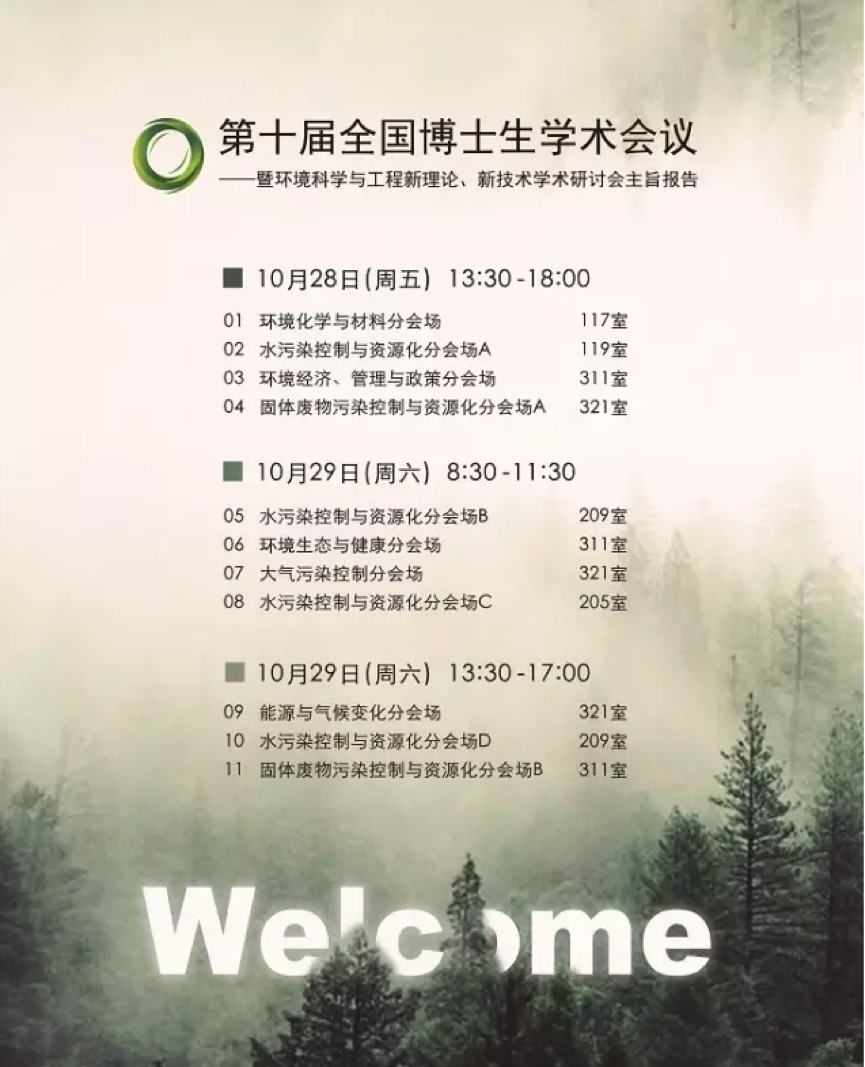 第十届全国博士生学术会议
——暨环境科学与工程新理论、新技术学术研讨会主旨报告
10月28日(周五) 13:30-18:00
01 环境化学与材料分会场 117室
02 水污染控制与资源化分会场A 119室
03 环境经济、管理与政策分会场 311室
04 固体废物污染控制与资源化分会场A 321室
10月29日(周六) 8:30-11:30
05 水污染控制与资源化分会场B 209室
06 环境生态与健康分会场 311室
07 大气污染控制分会场 321室
08 水污染控制与资源化分会场C 205室
10月29日(周六) 13:30-17:00
09 能源与气候变化分会场 321室
10 水污染控制与资源化分会场D 209室
11 固体废物污染控制与资源化分会场B 311室
Welcome